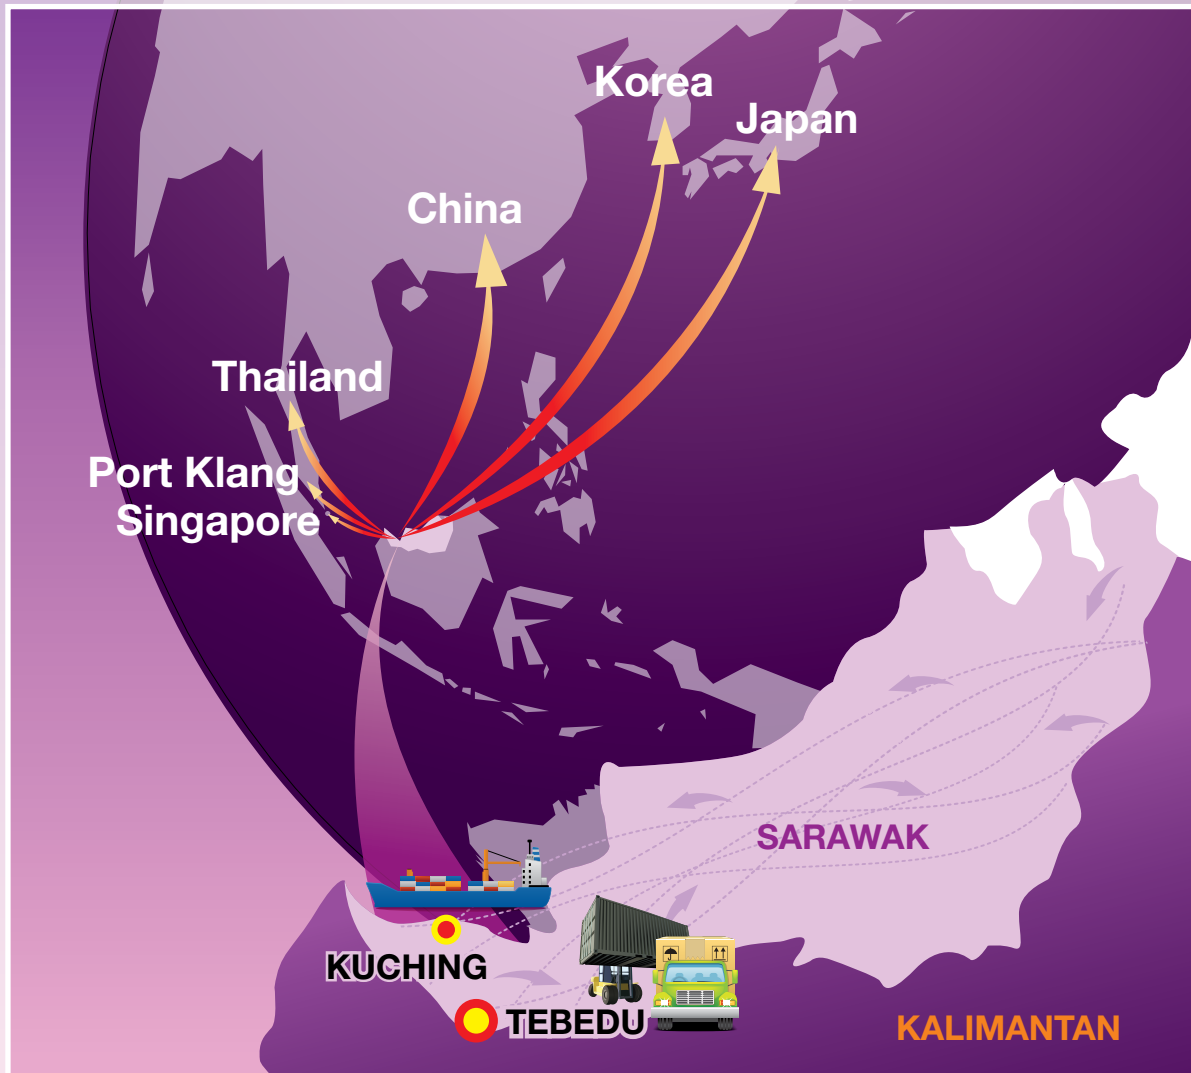 Korea
Japan
China
Thailand
Port Klang
Singapore
SARAWAK
KUCHING
TEBEDU
KALIMANTAN